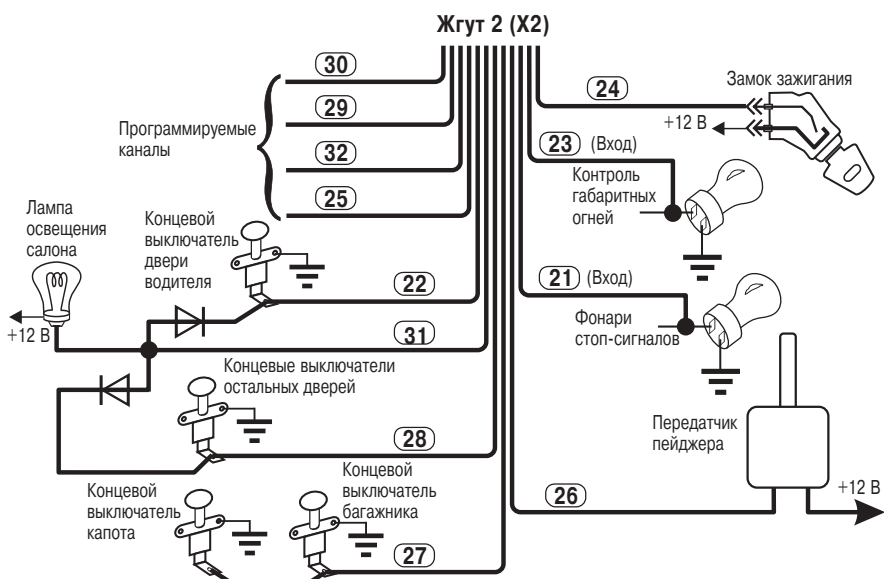 Жгут 2 (X2)
30
29
32
25
Программируемые
каналы
24
Замок зажигания
+12 В
23 (Вход)
Контроль
габаритных
огней
Лампа
освещения
салона
+12 В
Концевой
выключатель
двери
водителя
22
31
21 (Вход)
Фонари
стоп-сигналов
Концевые выключатели
остальных дверей
28
Передатчик
пейджера
+12 В
26
Концевой
выключатель
капота
Концевой
выключатель
багажника
27